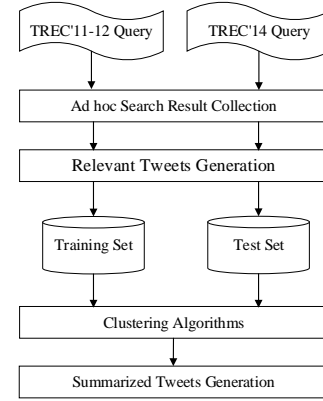 TREC'11-12 Query
TREC'14 Query
Ad hoc Search Result Collection
Relevant Tweets Generation
Training Set
Test Set
Clustering Algorithms
Summarized Tweets Generation